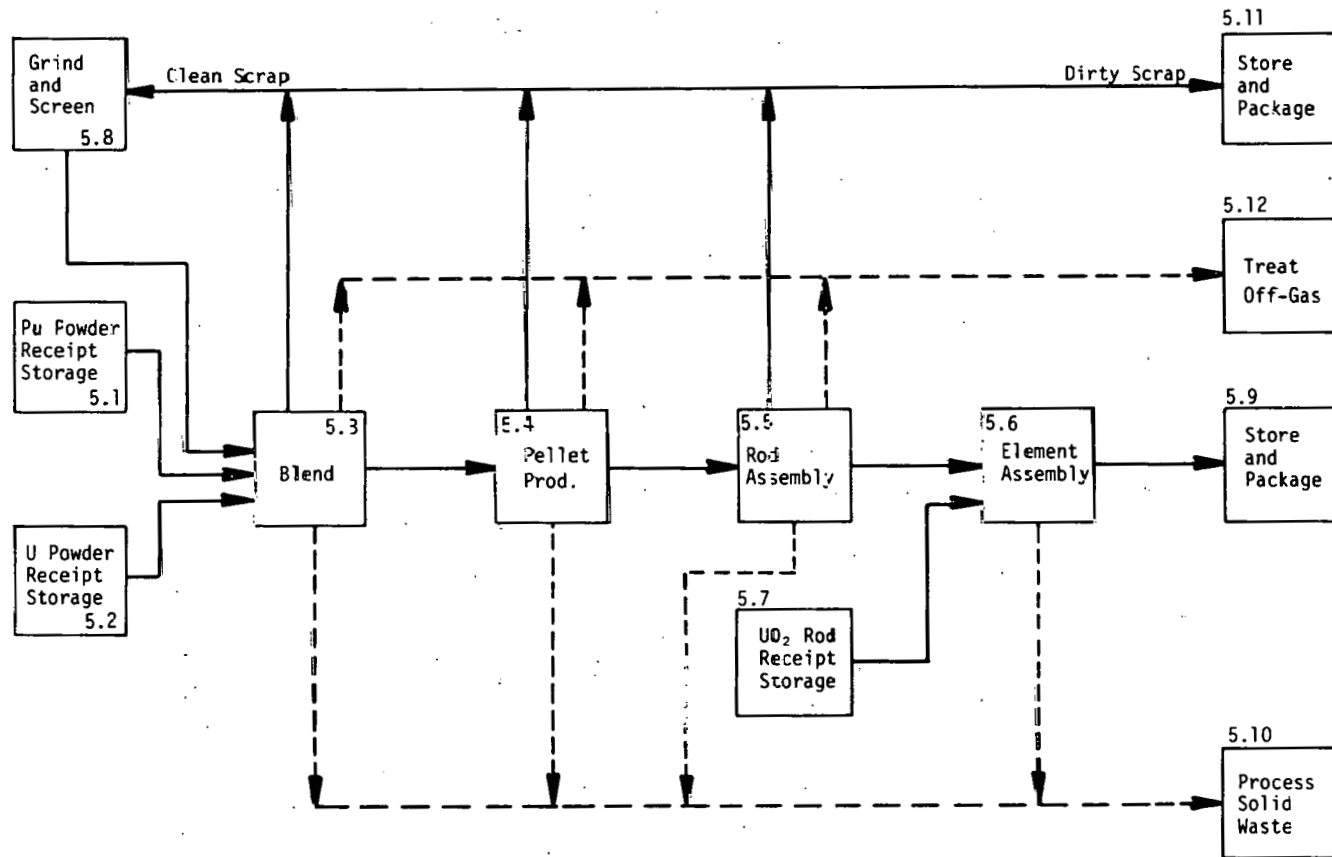 5.11
Grind
and
Screen
5.8
Clean Scrap
Dirty Scrap
Store
and
Package
5.12
Treat
Off-Gas
Pu Powder
Receipt
Storage
5.1
5.3
Blend
5.4
Pellet
Prod.
5.5
Rod
Assembly
5.6
Element
Assembly
5.9
Store
and
Package
U Powder
Receipt
Storage
5.2
5.7
UO₂ Rod
Receipt
Storage
5.10
Process
Solid
Waste